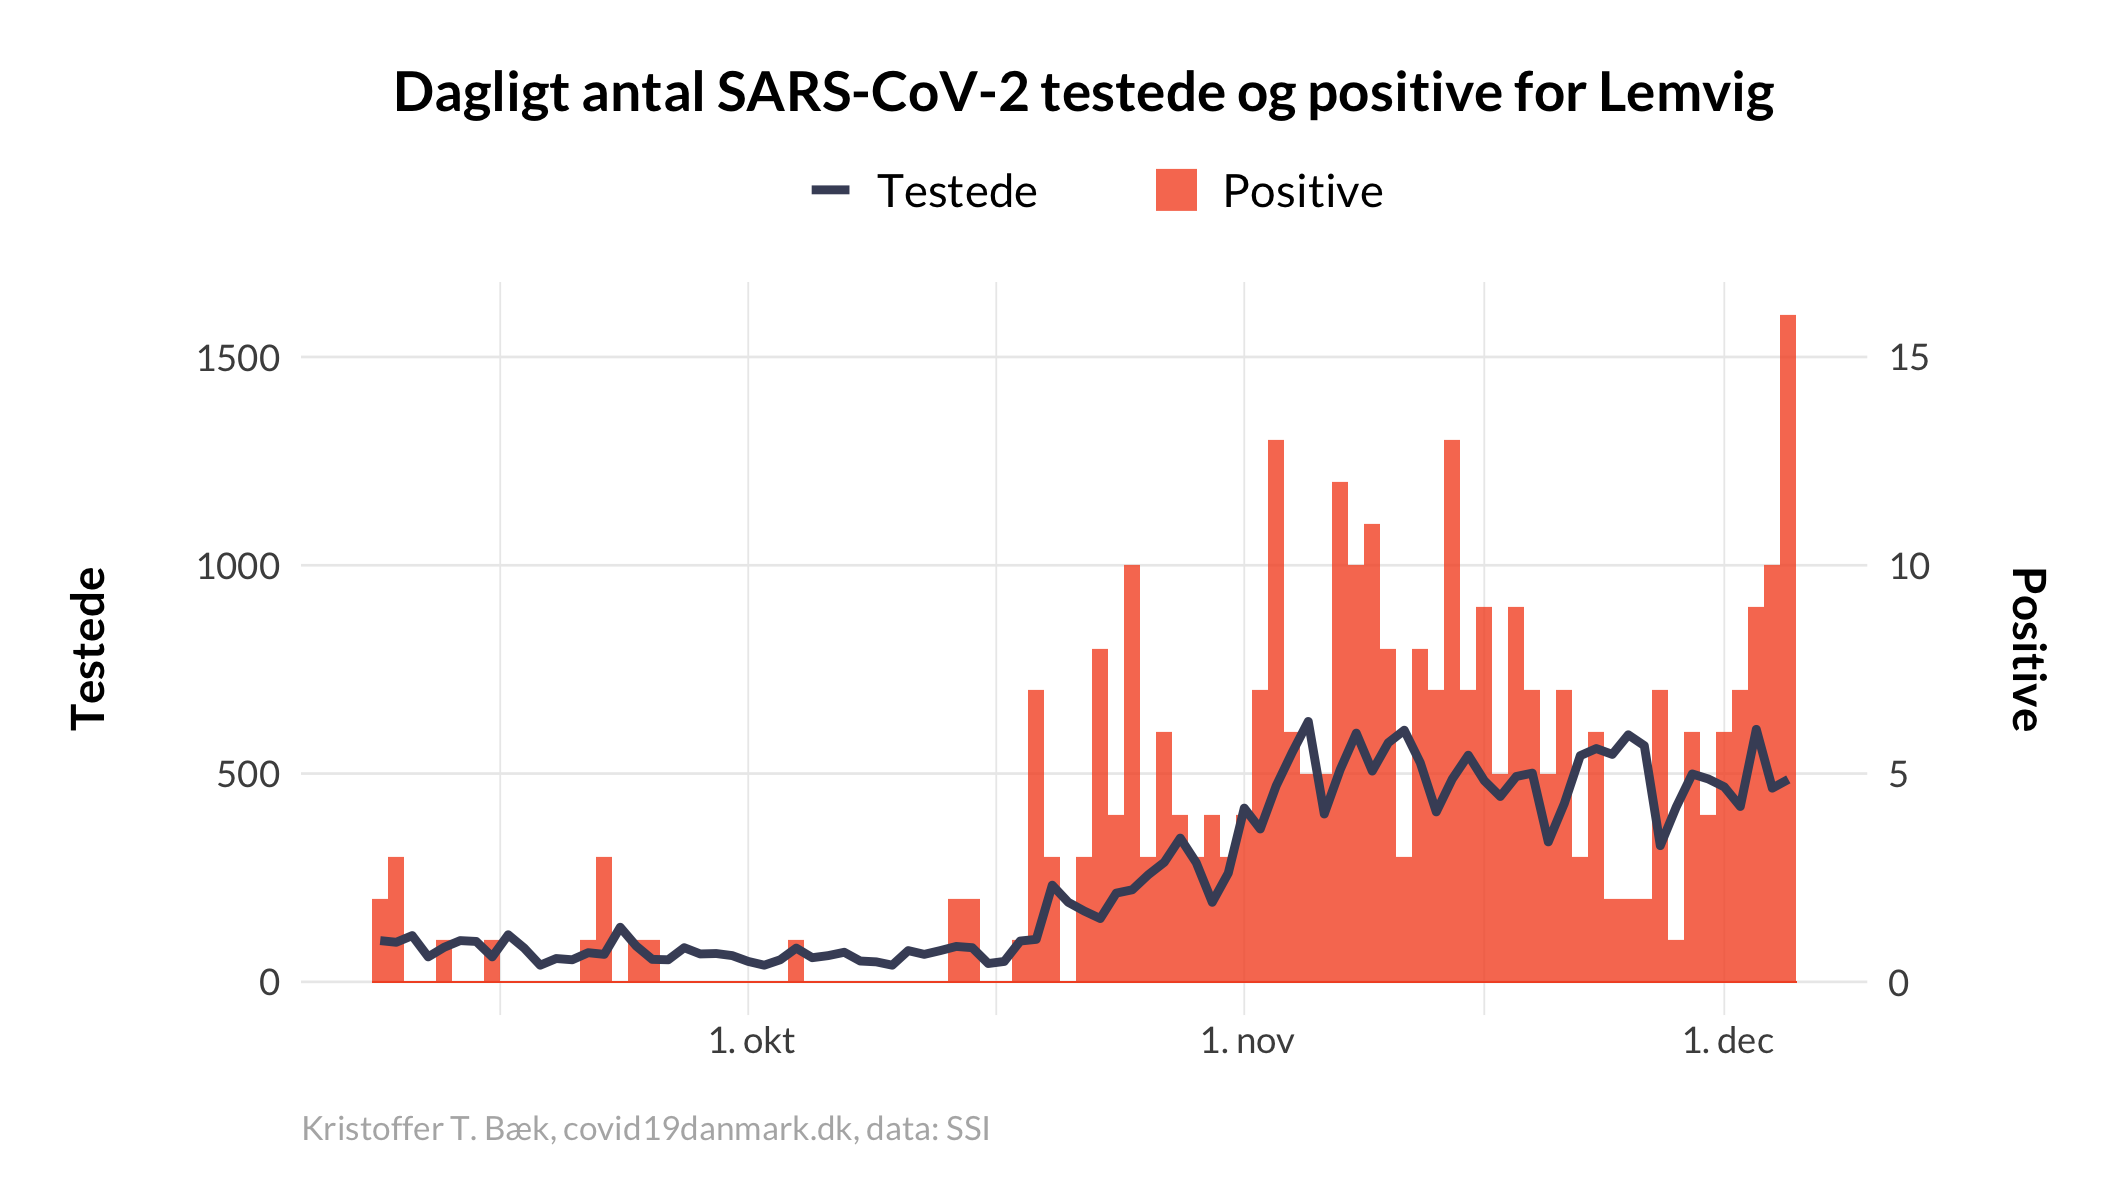 Dagligt antal SARS-CoV-2 testede og positive for Lemvig
Testede
Positive
1500
1000
500
0
15
10
5
0
Testede
Positive
1. okt
1. nov
1. dec
Kristoffer T. Bæk, covid19danmark.dk, data: SSI